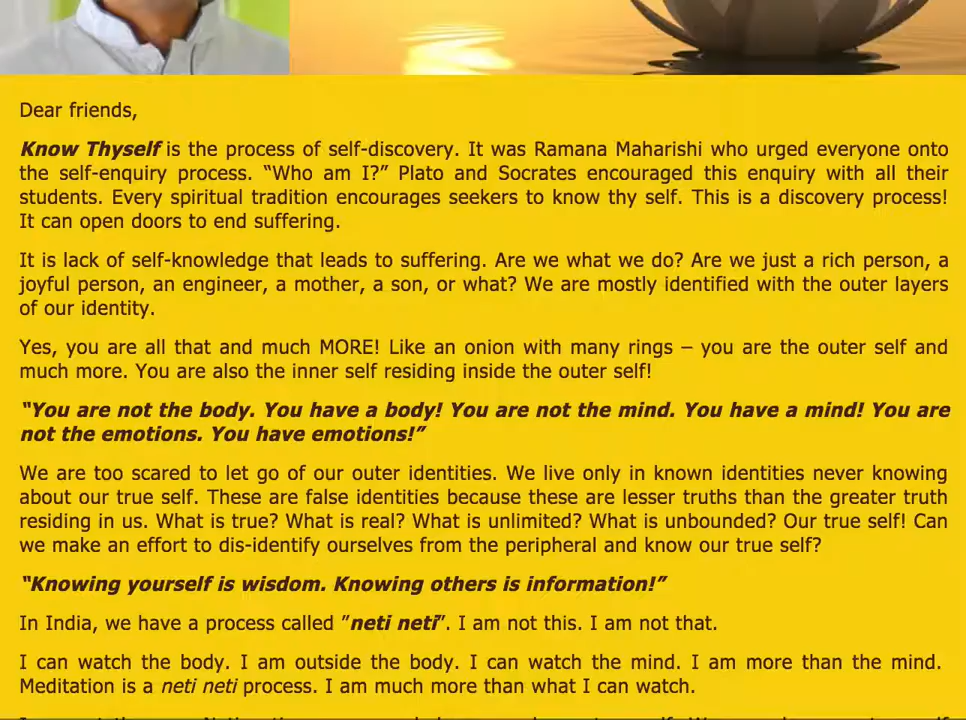 Dear friends,
Know Thyself is the process of self-discovery. It was Ramana Maharishi who urged everyone onto
the self-enquiry process. “Who am I?” Plato and Socrates encouraged this enquiry with all their
students. Every spiritual tradition encourages seekers to know thy self. This is a discovery process!
It can open doors to end suffering.
It is lack of self-knowledge that leads to suffering. Are we what we do? Are we just a rich person, a
joyful person, an engineer, a mother, a son, or what? We are mostly identified with the outer layers
of our identity.
Yes, you are all that and much MORE! Like an onion with many rings – you are the outer self and
much more. You are also the inner self residing inside the outer self!
“You are not the body. You have a body! You are not the mind. You have a mind! You are
not the emotions. You have emotions!”
We are too scared to let go of our outer identities. We live only in known identities never knowing
about our true self. These are false identities because these are lesser truths than the greater truth
residing in us. What is true? What is real? What is unlimited? What is unbounded? Our true self! Can
we make an effort to dis-identify ourselves from the peripheral and know our true self?
“Knowing yourself is wisdom. Knowing others is information!”
In India, we have a process called ”neti neti”. I am not this. I am not that.
I can watch the body. I am outside the body. I can watch the mind. I am more than the mind.
Meditation is a neti neti process. I am much more than what I can watch.